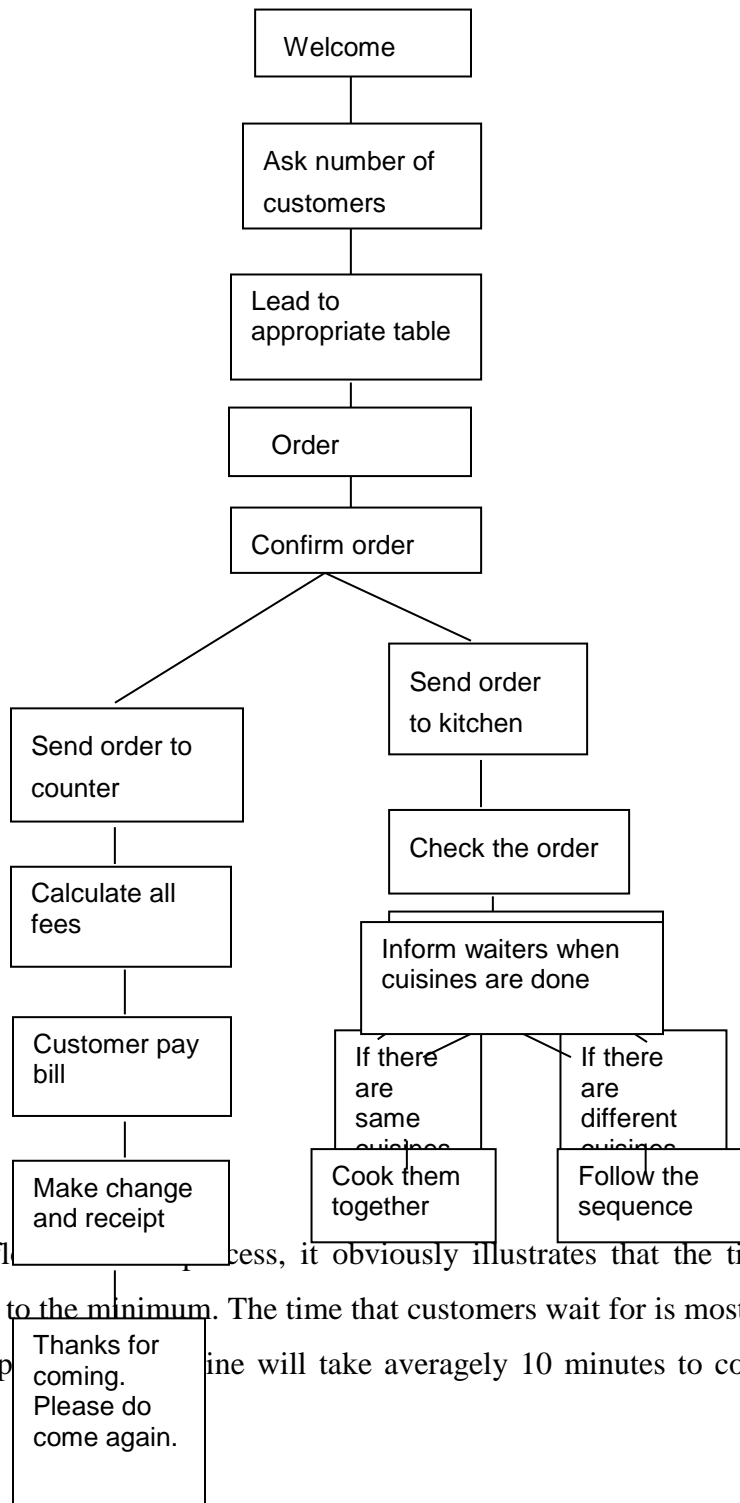 Welcome
Ask number of
customers
Lead to
appropriate table
Order
Confirm order
Send order to
counter
Calculate all
fees
Customer pay
bill
Make change
and receipt
Thanks for
coming.
Please do
come again.
Send order
to kitchen
Check the order
Inform waiters when
cuisines are done
If there
are
same
cuisines
Cook them
together
If there
are
different
cuisines
Follow the
sequence
it obviously illustrates that the
to the minimum. The time that customers wait for is most
will take averagely 10 minutes to